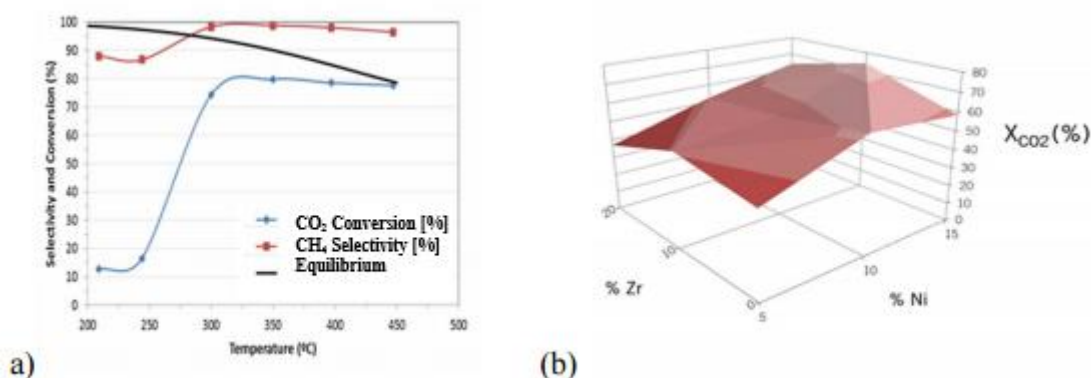 100
90
80
70
60
50
40
30
20
10
0
200 250 300 350 400 450 500
Selectivity and Conversion (%)
Temperature (ºC)
CO₂ Conversion [%]
CH₄ Selectivity [%]
Equilibrium
a)
80
70
60
50
40
30
20
10
0
X_CO2(%)
20
10
0
% Zr
5
10
15
% Ni
(b)